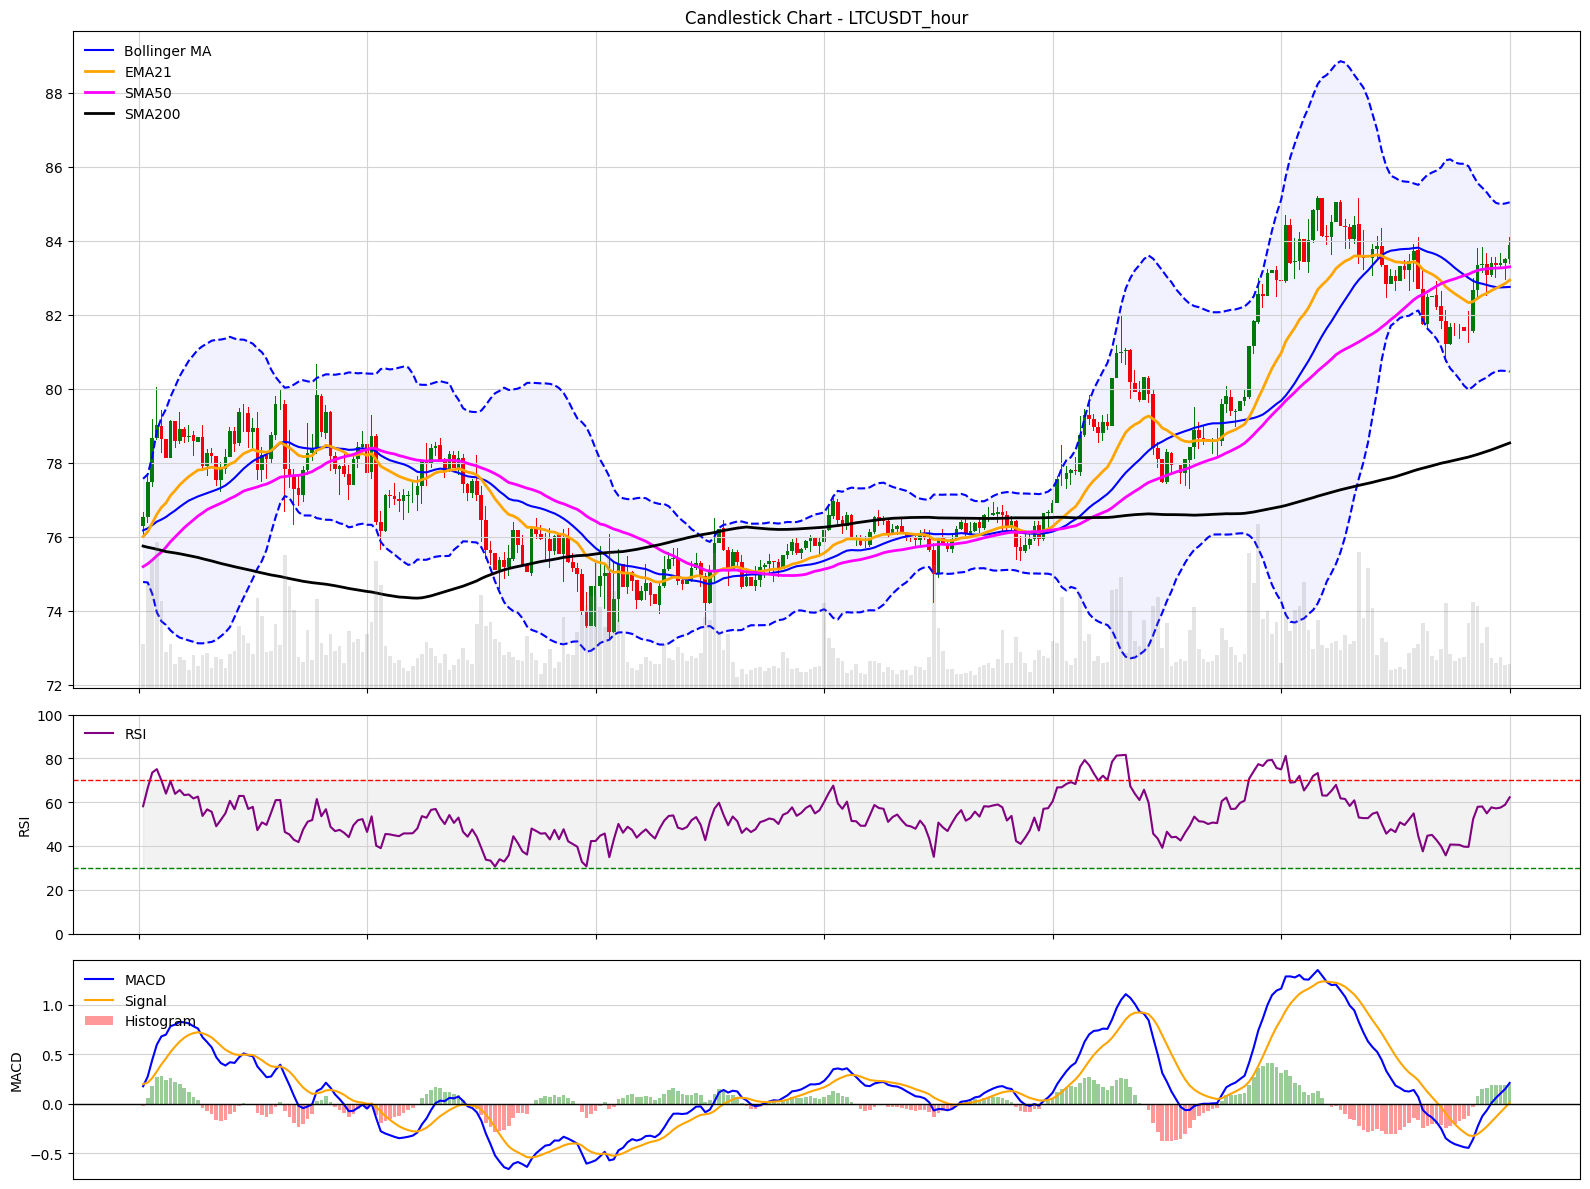 Candlestick Chart - LTCUSDT_hour
Bollinger MA
EMA21
SMA50
SMA200
88
86
84
82
80
78
76
74
72
RSI
100
80
60
40
20
0
RSI
MACD
Signal
Histogram
1.0
0.5
0.0
−0.5
MACD